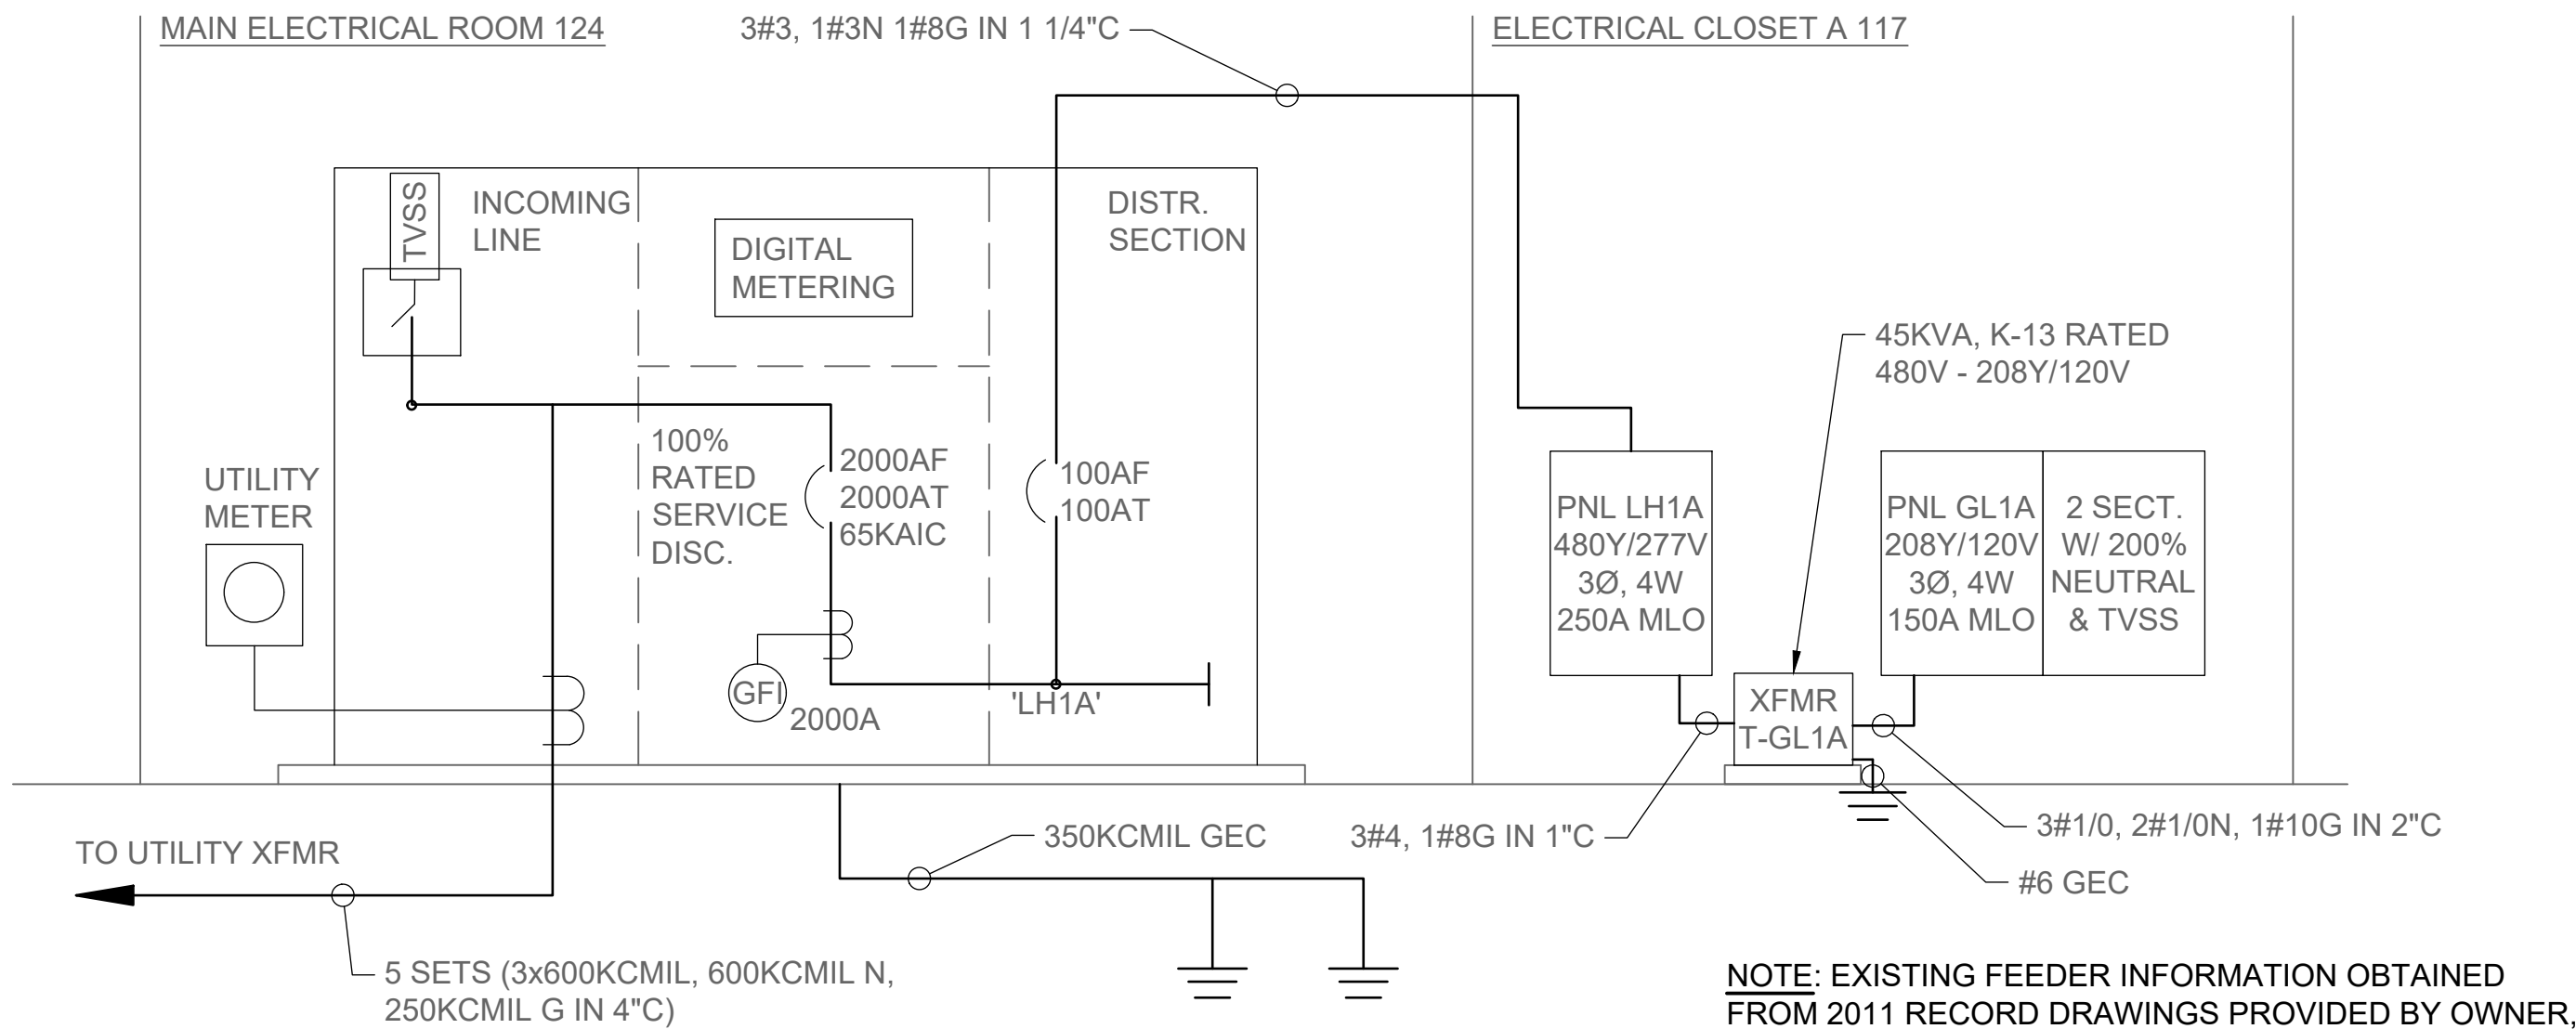 MAIN ELECTRICAL ROOM 124
3#3, 1#3N 1#8G IN 1 1/4"C
ELECTRICAL CLOSET A 117
TVSS
INCOMING
LINE
DIGITAL
METERING
DISTR.
SECTION
45KVA, K-13 RATED
480V - 208Y/120V
UTILITY
METER
100%
RATED
SERVICE
DISC.
2000AF
2000AT
65KAIC
100AF
100AT
PNL LH1A
480Y/277V
3Ø, 4W
250A MLO
PNL GL1A
208Y/120V
3Ø, 4W
150A MLO
2 SECT.
W/ 200%
NEUTRAL
& TVSS
GFI
2000A
'LH1A'
XFMR
T-GL1A
TO UTILITY XFMR
350KCMIL GEC
3#4, 1#8G IN 1"C
3#1/0, 2#1/0N, 1#10G IN 2"C
#6 GEC
5 SETS (3x600KCMIL, 600KCMIL N,
250KCMIL G IN 4"C)
NOTE: EXISTING FEEDER INFORMATION OBTAINED
FROM 2011 RECORD DRAWINGS PROVIDED BY OWNER,